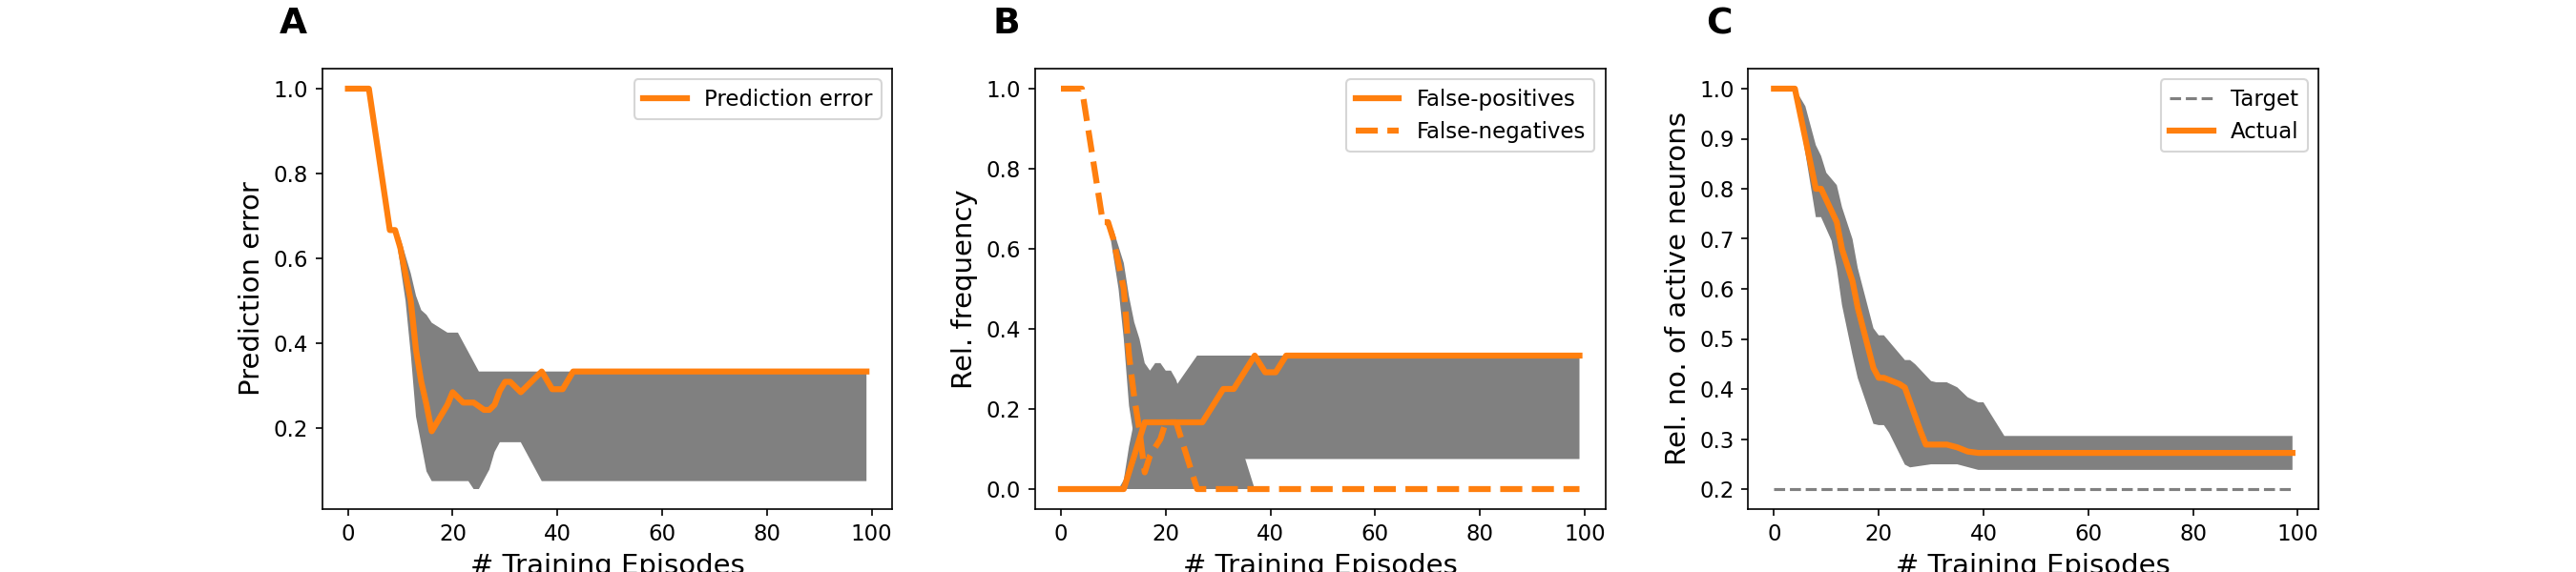 A
B
C
Prediction error
1.0
0.8
0.6
0.4
0.2
0
20
40
60
80
100
# Training Episodes
Prediction error
Rel. frequency
1.0
0.8
0.6
0.4
0.2
0.0
0
20
40
60
80
100
# Training Episodes
False-positives
False-negatives
Rel. no. of active neurons
1.0
0.9
0.8
0.7
0.6
0.5
0.4
0.3
0.2
0
20
40
60
80
100
# Training Episodes
Target
Actual